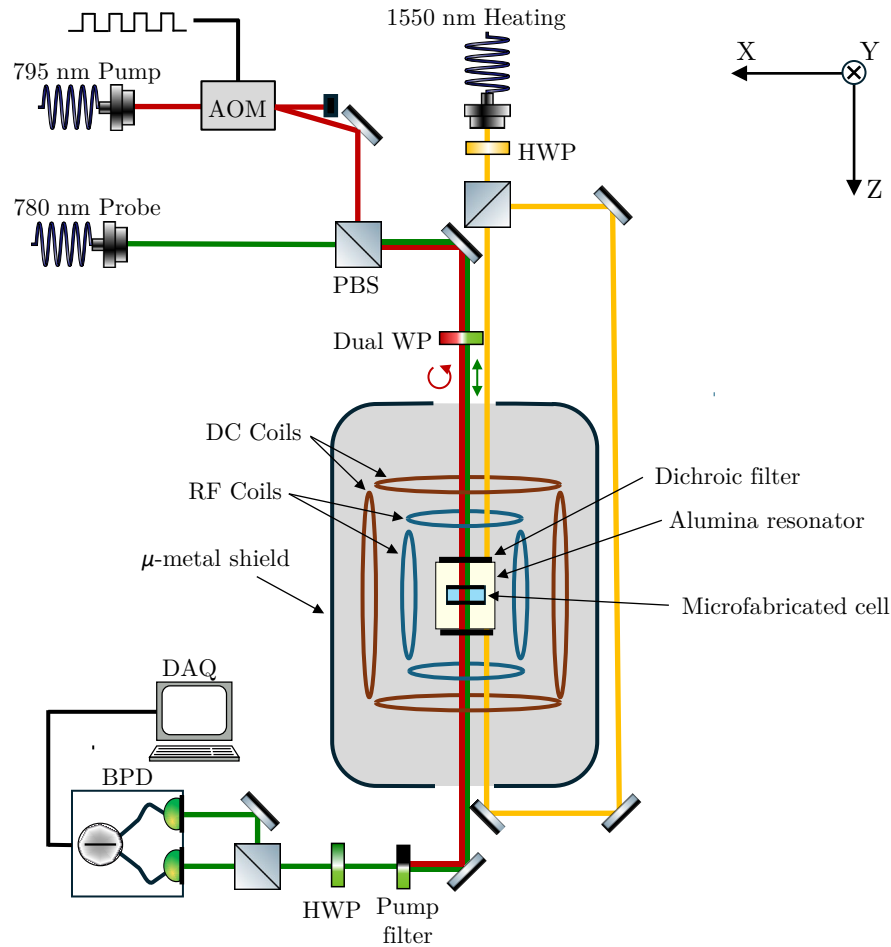 1550 nm Heating
795 nm Pump
AOM
X
Y
Z
HWP
780 nm Probe
PBS
Dual WP
DC Coils
RF Coils
Dichroic filter
Alumina resonator
μ-metal shield
Microfabricated cell
DAQ
BPD
HWP
Pump
filter